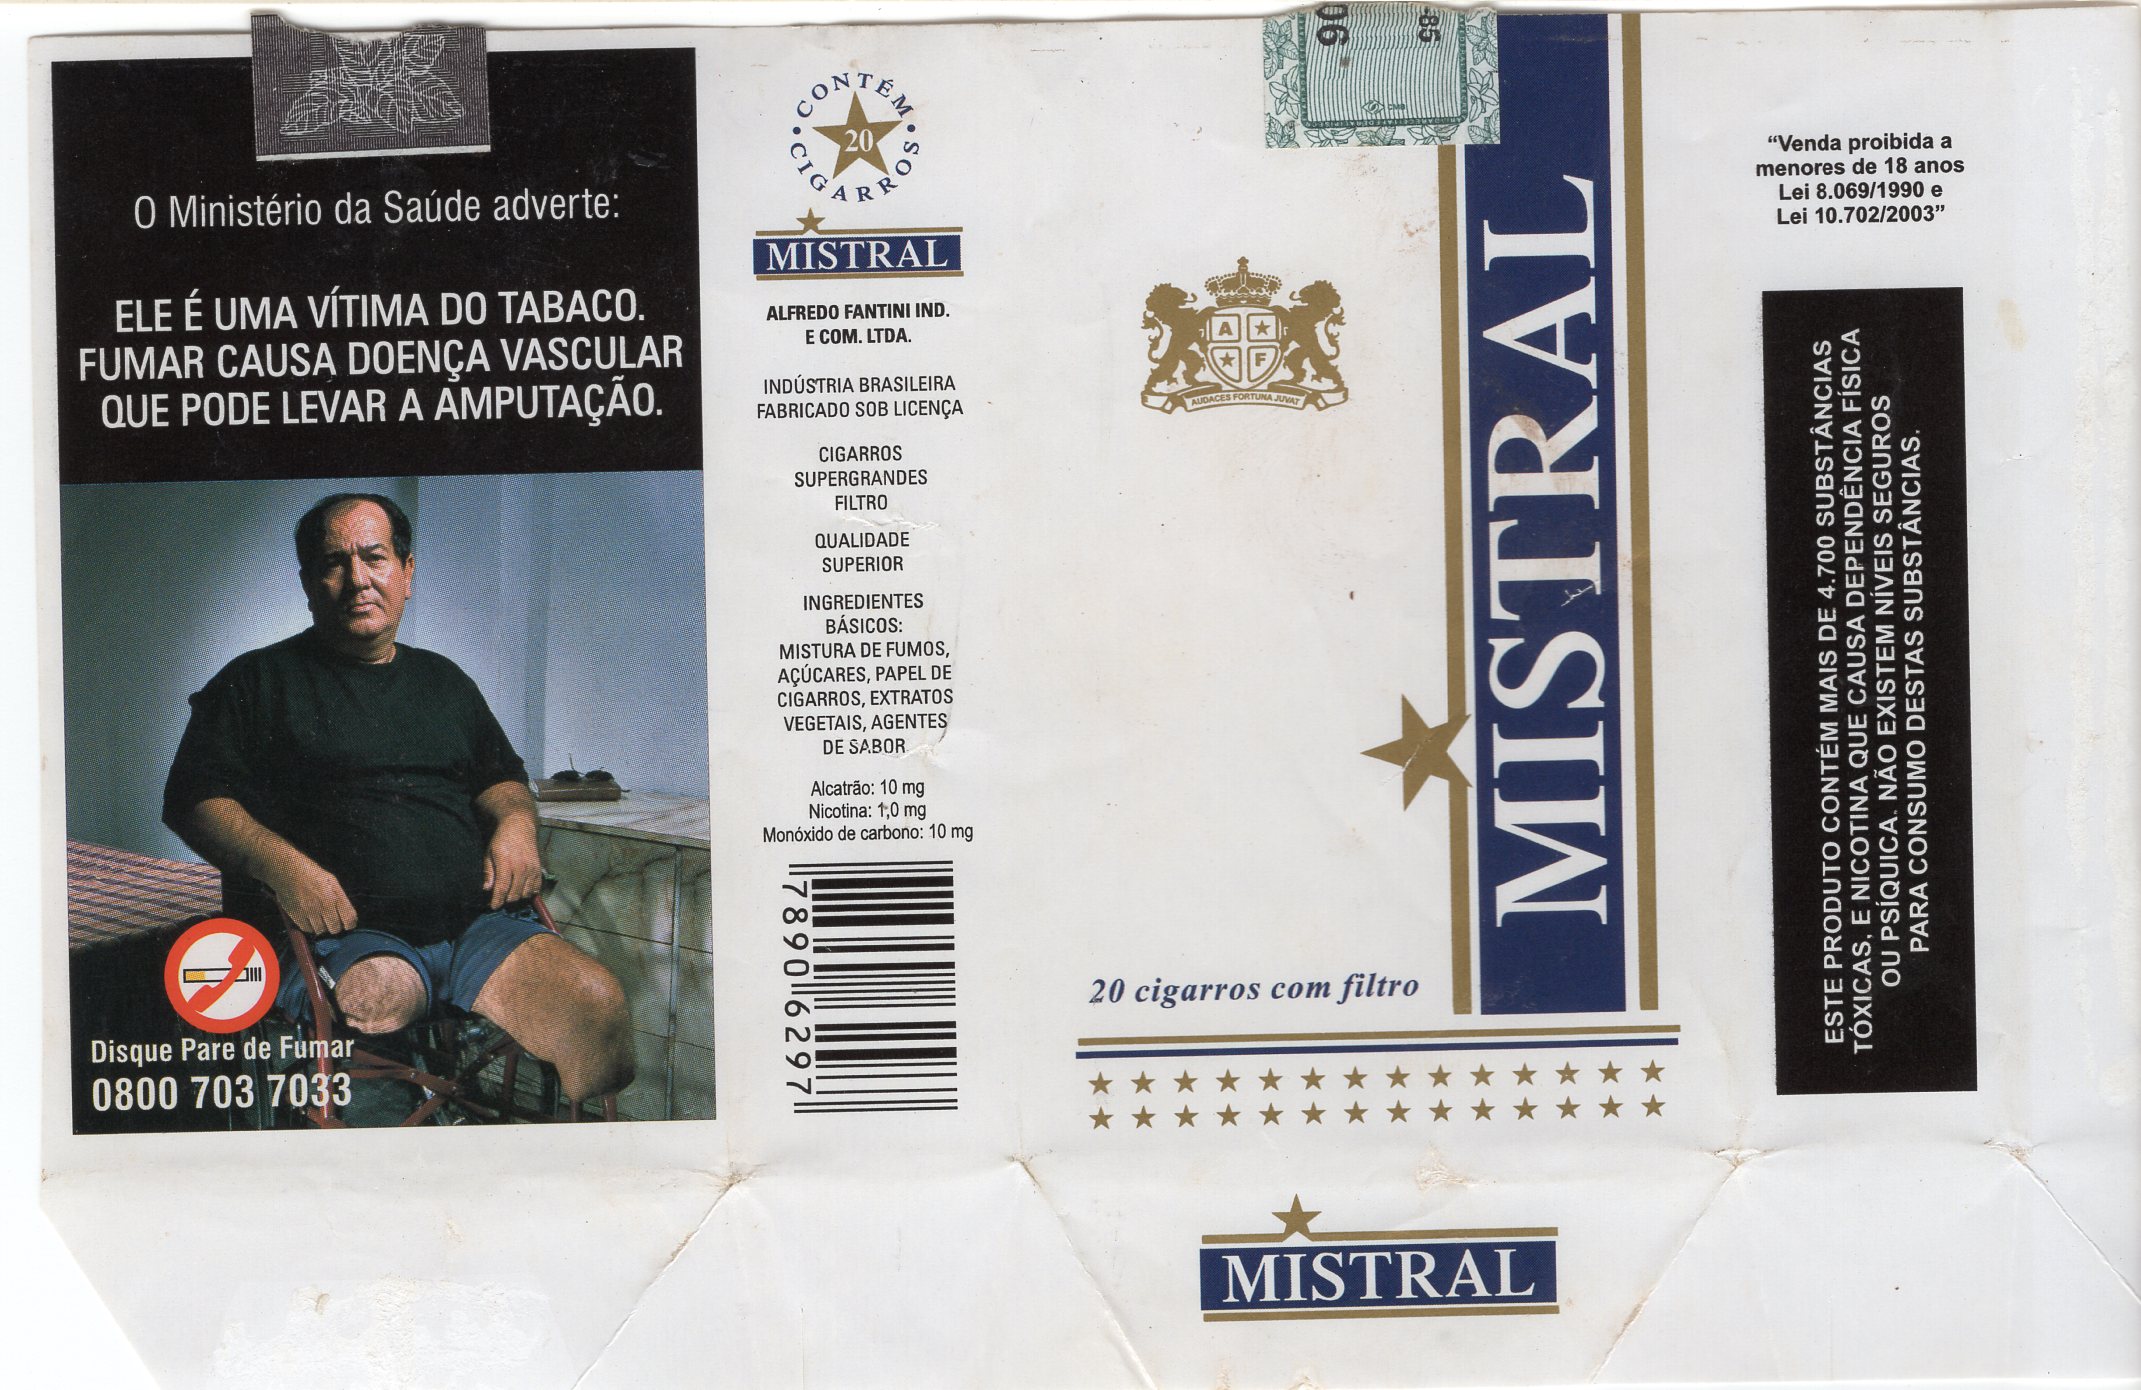 O Ministério da Saúde adverte:
ELE É UMA VÍTIMA DO TABACO.
FUMAR CAUSA DOENÇA VASCULAR
QUE PODE LEVAR A AMPUTAÇÃO.
Disque Pare de Fumar
0800 703 7033
• CONTÉM •
20
CIGARROS
MISTRAL
ALFREDO FANTINI IND.
E COM. LTDA.
INDÚSTRIA BRASILEIRA
FABRICADO SOB LICENÇA
CIGARROS
SUPERGRANDES
FILTRO
QUALIDADE
SUPERIOR
INGREDIENTES
BÁSICOS:
MISTURA DE FUMOS,
AÇÚCARES, PAPEL DE
CIGARROS, EXTRATOS
VEGETAIS, AGENTES
DE SABOR
Alcatrão: 10 mg
Nicotina: 1,0 mg
Monóxido de carbono: 10 mg
78906297
90
85
CMB
A F
AUDACES FORTUNA JUVAT
MISTRAL
20 cigarros com filtro
MISTRAL
“Venda proibida a
menores de 18 anos
Lei 8.069/1990 e
Lei 10.702/2003”
ESTE PRODUTO CONTÉM MAIS DE 4.700 SUBSTÂNCIAS
TÓXICAS, E NICOTINA QUE CAUSA DEPENDÊNCIA FÍSICA
OU PSÍQUICA. NÃO EXISTEM NÍVEIS SEGUROS
PARA CONSUMO DESTAS SUBSTÂNCIAS.